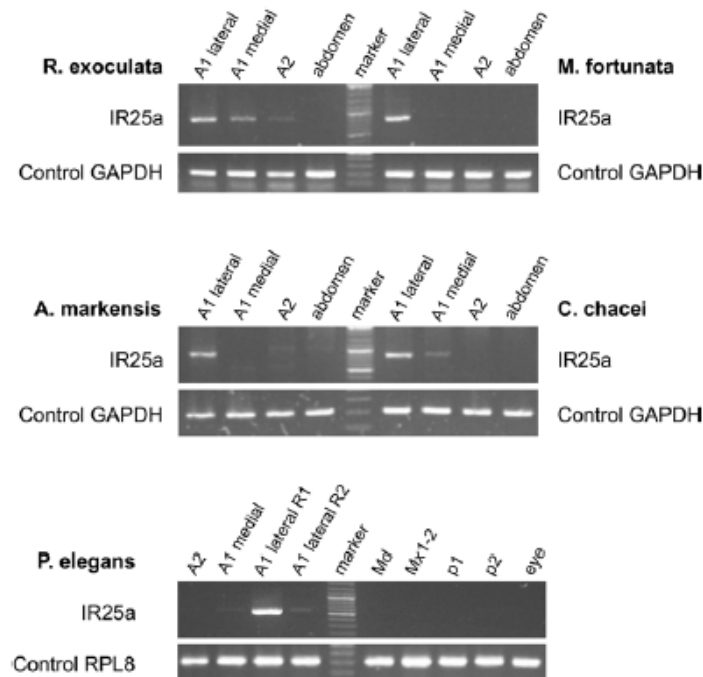 A1 lateral A1 medial A2 abdomen marker A1 lateral A1 medial A2 abdomen
R. exoculata M. fortunata
IR25a IR25a
Control GAPDH Control GAPDH
A1 lateral A1 medial A2 abdomen marker A1 lateral A1 medial A2 abdomen
A. markensis C. chacei
IR25a IR25a
Control GAPDH Control GAPDH
A2 A1 medial A1 lateral R1 A1 lateral R2 marker Md Mx1-2 p1 p2 eye
P. elegans
IR25a
Control RPL8